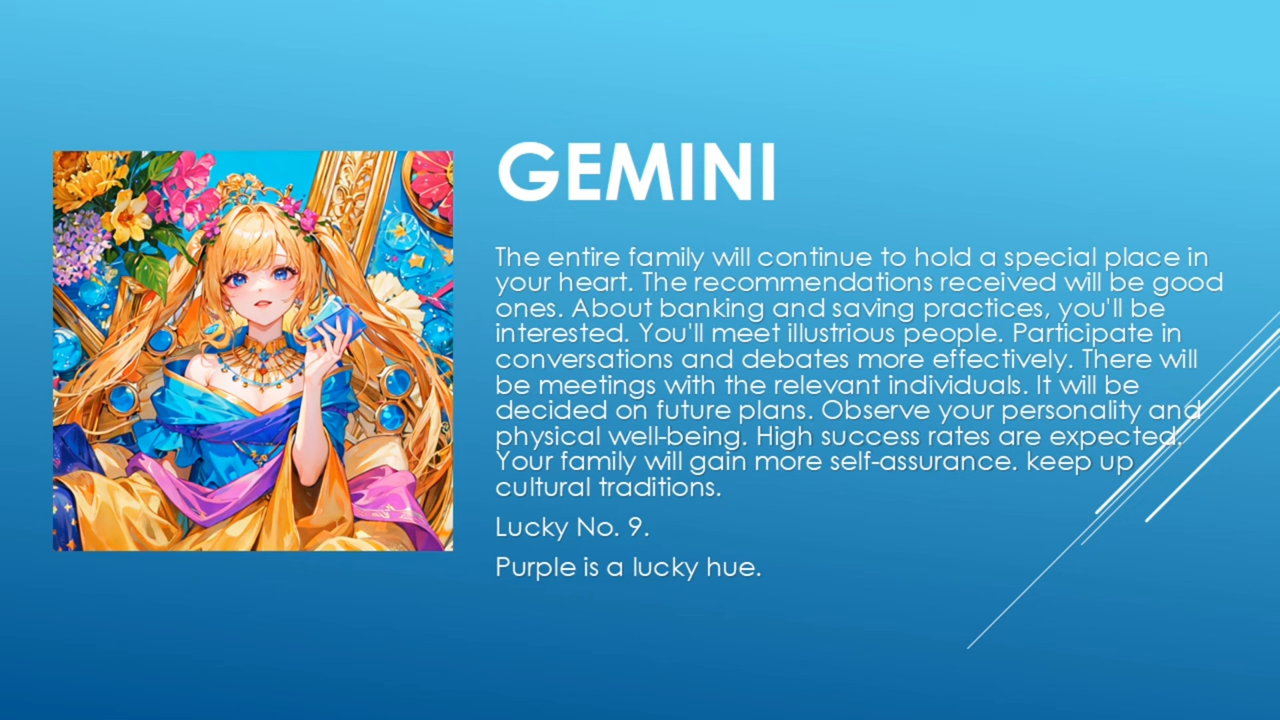 GEMINI
The entire family will continue to hold a special place in
your heart. The recommendations received will be good
ones. About banking and saving practices, you'll be
interested. You'll meet illustrious people. Participate in
conversations and debates more effectively. There will
be meetings with the relevant individuals. It will be
decided on future plans. Observe your personality and
physical well-being. High success rates are expected.
Your family will gain more self-assurance. keep up
cultural traditions.
Lucky No. 9.
Purple is a lucky hue.